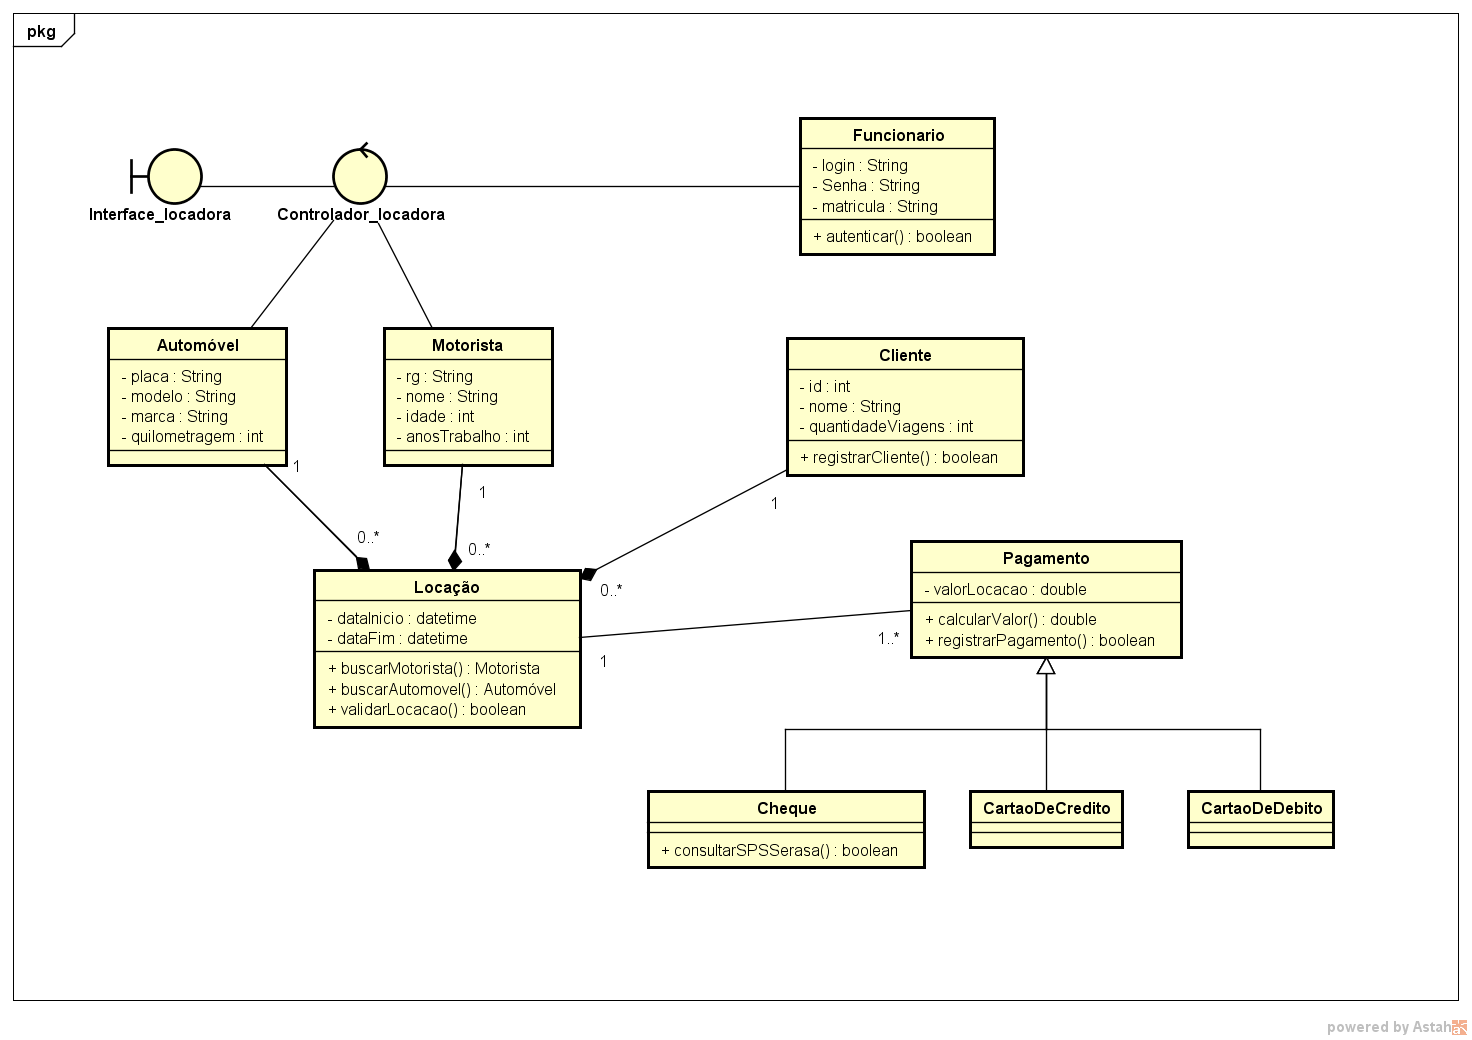 pkg
Interface_locadora
Controlador_locadora
Funcionario
- login : String
- Senha : String
- matricula : String
+ autenticar() : boolean
Automóvel
- placa : String
- modelo : String
- marca : String
- quilometragem : int
Motorista
- rg : String
- nome : String
- idade : int
- anosTrabalho : int
Cliente
- id : int
- nome : String
- quantidadeViagens : int
+ registrarCliente() : boolean
1
1
1
0..*
0..*
0..*
Locação
- dataInicio : datetime
- dataFim : datetime
+ buscarMotorista() : Motorista
+ buscarAutomovel() : Automóvel
+ validarLocacao() : boolean
1
1..*
Pagamento
- valorLocacao : double
+ calcularValor() : double
+ registrarPagamento() : boolean
Cheque
+ consultarSPSSerasa() : boolean
CartaoDeCredito
CartaoDeDebito
powered by Astah